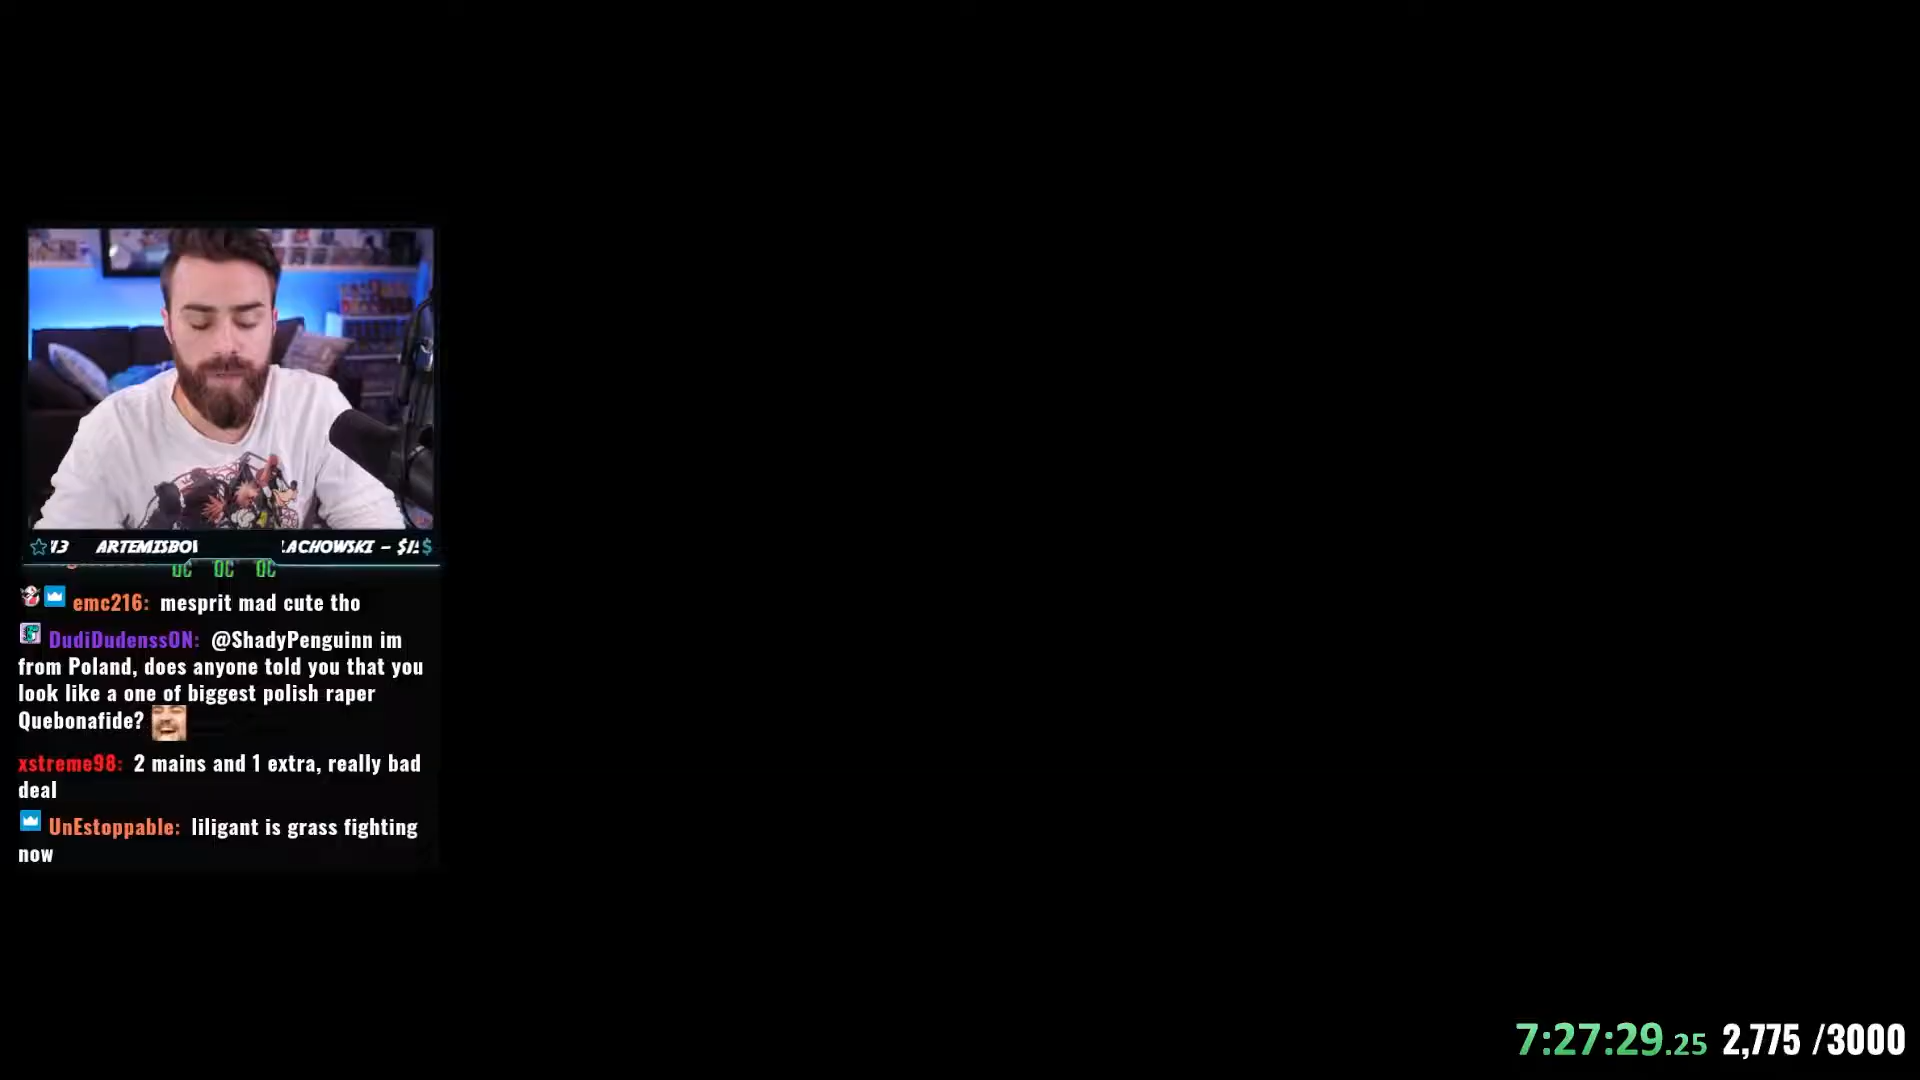 13 ARTEMISBO LACHOWSKI - $1 $
emc216: mesprit mad cute tho
DudiDudenssON: @ShadyPenguinn im
from Poland, does anyone told you that you
look like a one of biggest polish raper
Quebonafide?
xstreme98: 2 mains and 1 extra, really bad
deal
UnEstoppable: liligant is grass fighting
now
7:27:29.25 2,775 /3000